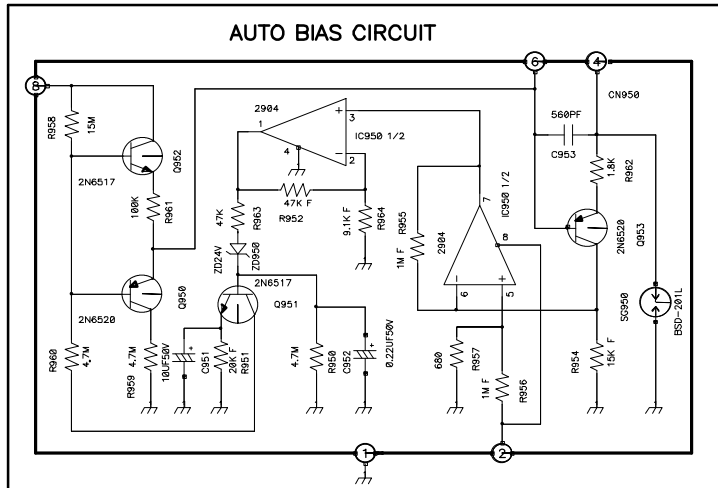 AUTO BIAS CIRCUIT
6
4
8
2904
CN950
R958
15M
560PF
1
4
3
IC950 1/2
2
C953
Q952
2N6517
7
IC950 1/2
1.8K
R962
100K
R961
47K
R963
47K F
R952
9.1K F
R964
R955
1M F
2904
8
2N6520
Q953
ZD24V
ZD950
2N6517
Q950
Q951
2N6520
6
5
SG950
BSD-201L
R960
4.7M
4.7M
R959
10UF50V
C951
20K F
R951
4.7M
R950
C952
0.22UF50V
680
R957
1M F
R956
R954
15K F
1
2